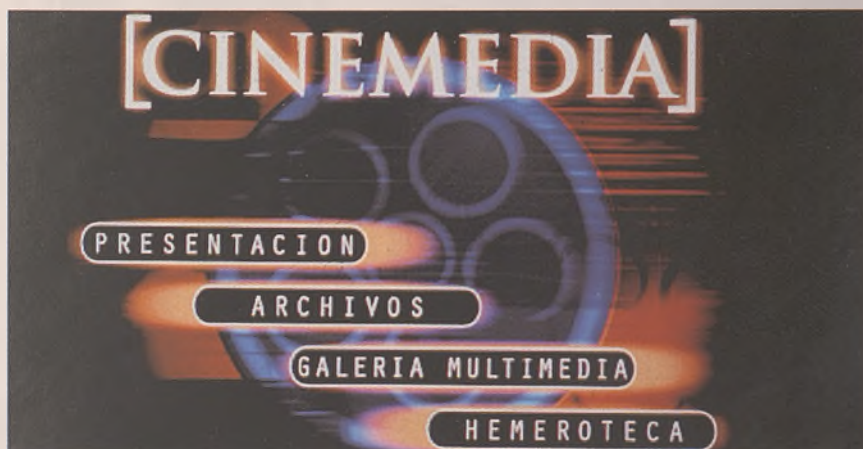 [CINEMEDIA]
PRESENTACION
ARCHIVOS
GALERIA MULTIMEDIA
HEMEROTECA